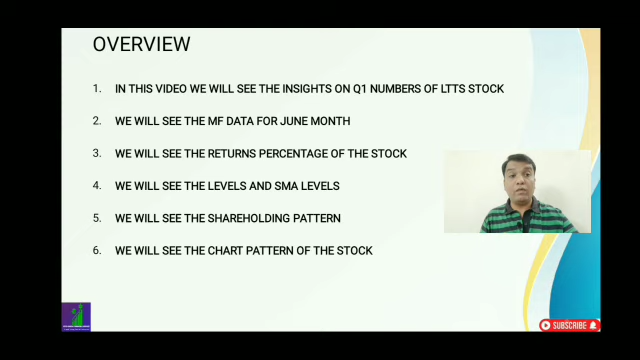 OVERVIEW
1. IN THIS VIDEO WE WILL SEE THE INSIGHTS ON Q1 NUMBERS OF LTTS STOCK
2. WE WILL SEE THE MF DATA FOR JUNE MONTH
3. WE WILL SEE THE RETURNS PERCENTAGE OF THE STOCK
4. WE WILL SEE THE LEVELS AND SMA LEVELS
5. WE WILL SEE THE SHAREHOLDING PATTERN
6. WE WILL SEE THE CHART PATTERN OF THE STOCK
SUBSCRIBE